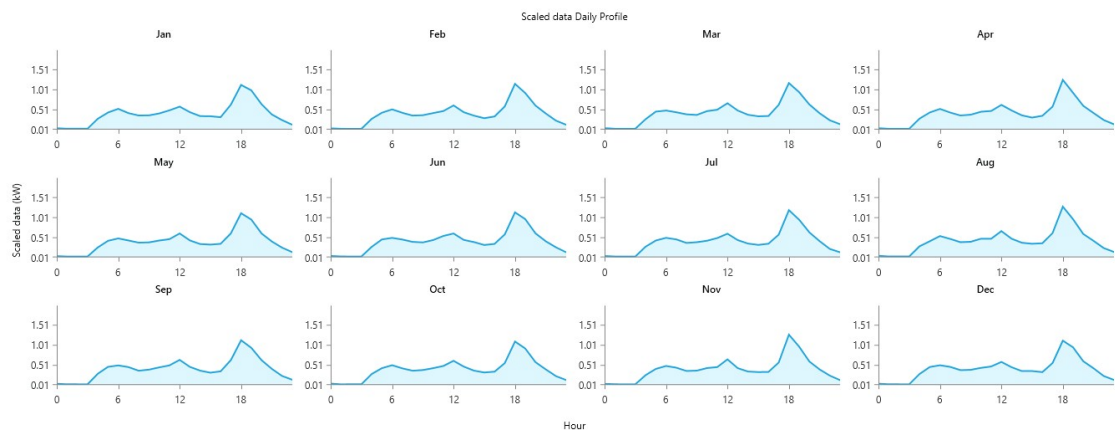 Scaled data Daily Profile
Jan Feb Mar Apr
1.51 1.51 1.51 1.51
1.01 1.01 1.01 1.01
0.51 0.51 0.51 0.51
0.01 0.01 0.01 0.01
0 6 12 18 0 6 12 18 0 6 12 18 0 6 12 18
May Jun Jul Aug
Scaled data (kW)
1.51 1.51 1.51 1.51
1.01 1.01 1.01 1.01
0.51 0.51 0.51 0.51
0.01 0.01 0.01 0.01
0 6 12 18 0 6 12 18 0 6 12 18 0 6 12 18
Sep Oct Nov Dec
1.51 1.51 1.51 1.51
1.01 1.01 1.01 1.01
0.51 0.51 0.51 0.51
0.01 0.01 0.01 0.01
0 6 12 18 0 6 12 18 0 6 12 18 0 6 12 18
Hour